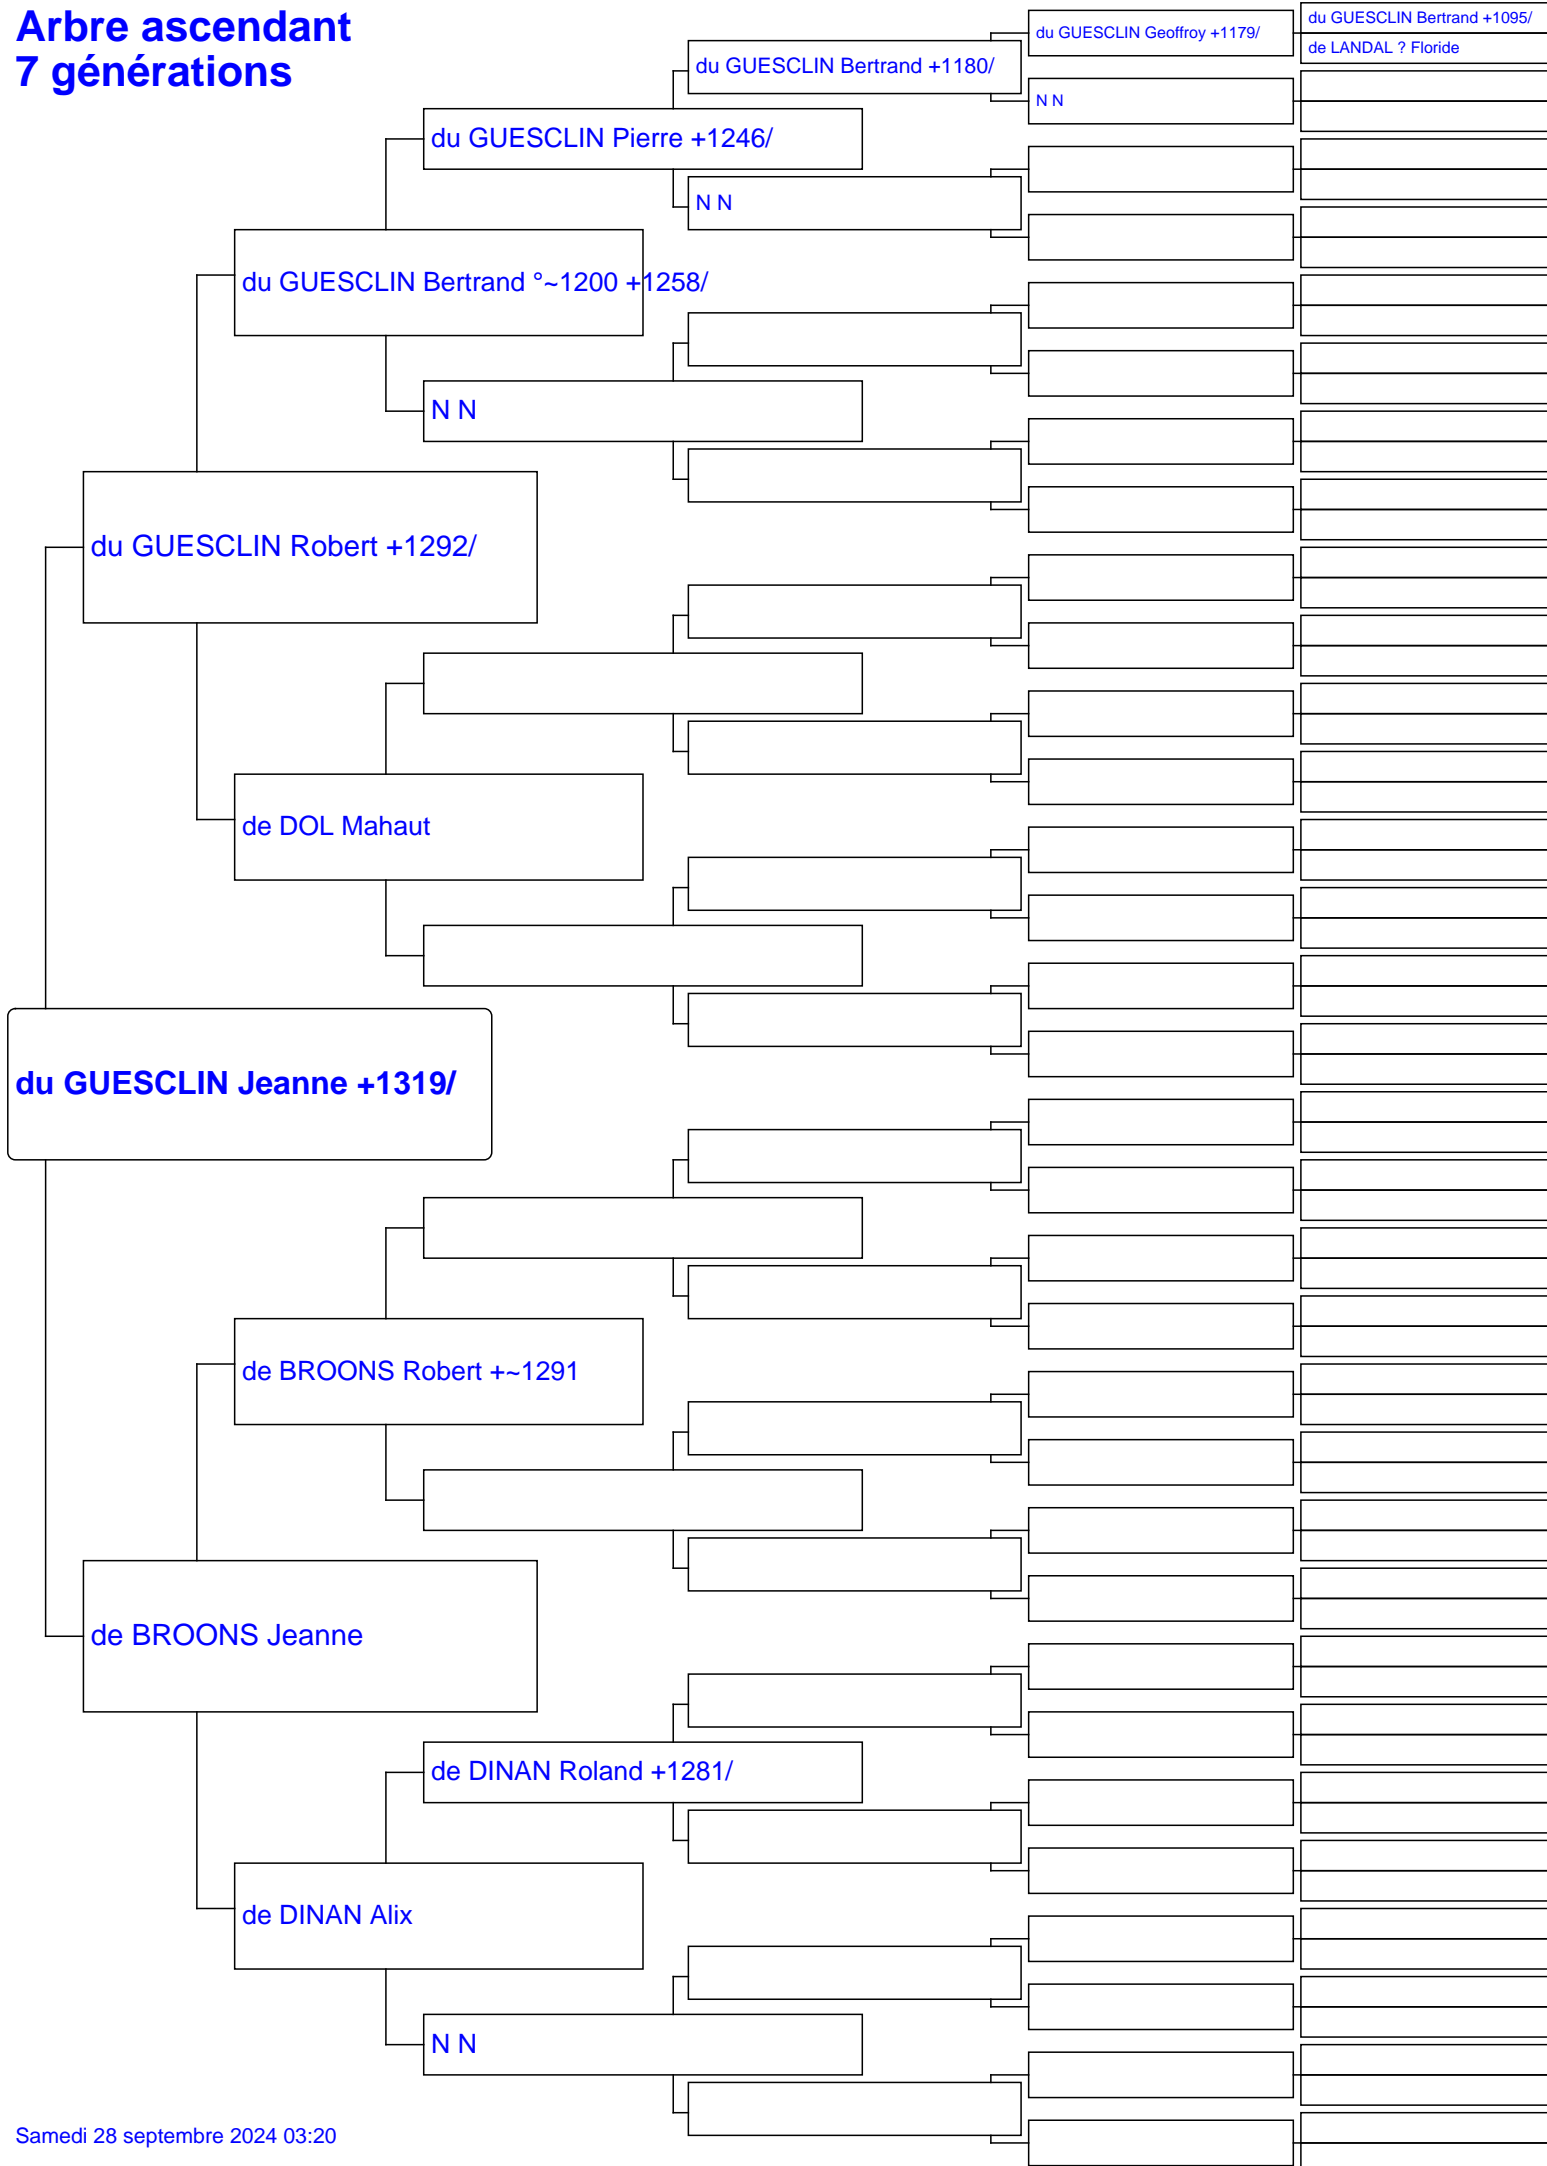 Arbre ascendant
7 générations
du GUESCLIN Bertrand +1095/
du GUESCLIN Geoffroy +1179/
de LANDAL ? Floride
du GUESCLIN Bertrand +1180/
N N
du GUESCLIN Pierre +1246/
N N
du GUESCLIN Bertrand °~1200 +1258/
N N
du GUESCLIN Robert +1292/
de DOL Mahaut
du GUESCLIN Jeanne +1319/
de BROONS Robert +~1291
de BROONS Jeanne
de DINAN Roland +1281/
de DINAN Alix
N N
Samedi 28 septembre 2024 03:20